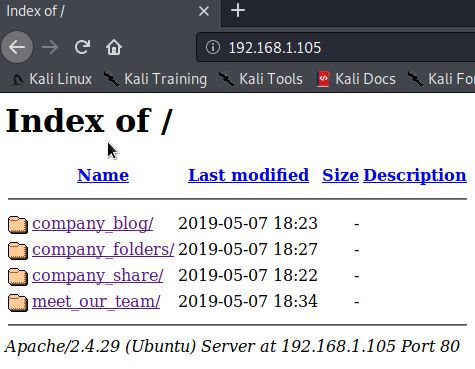 Index of /
192.168.1.105
Kali Linux Kali Training Kali Tools Kali Docs Kali For
Index of /
Name Last modified Size Description
company_blog/ 2019-05-07 18:23 -
company_folders/ 2019-05-07 18:27 -
company_share/ 2019-05-07 18:22 -
meet_our_team/ 2019-05-07 18:34 -
Apache/2.4.29 (Ubuntu) Server at 192.168.1.105 Port 80